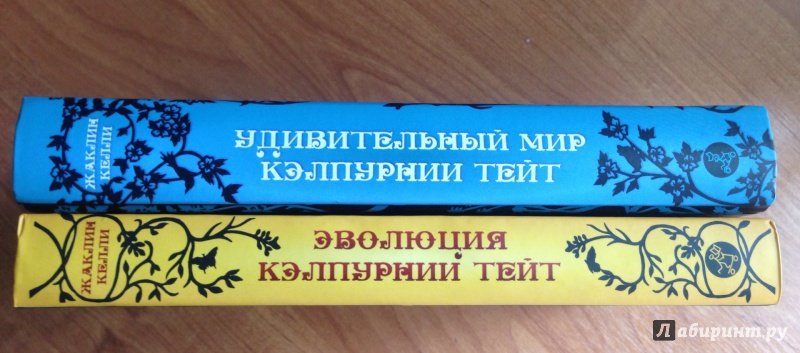 ЖАКЛИН
КЕЛЛИ
УДИВИТЕЛЬНЫЙ МИР
КЭЛПУРНИИ ТЕЙТ
ЖАКЛИН
КЕЛЛИ
ЭВОЛЮЦИЯ
КЭЛПУРНИИ ТЕЙТ
Лабиринт.ру